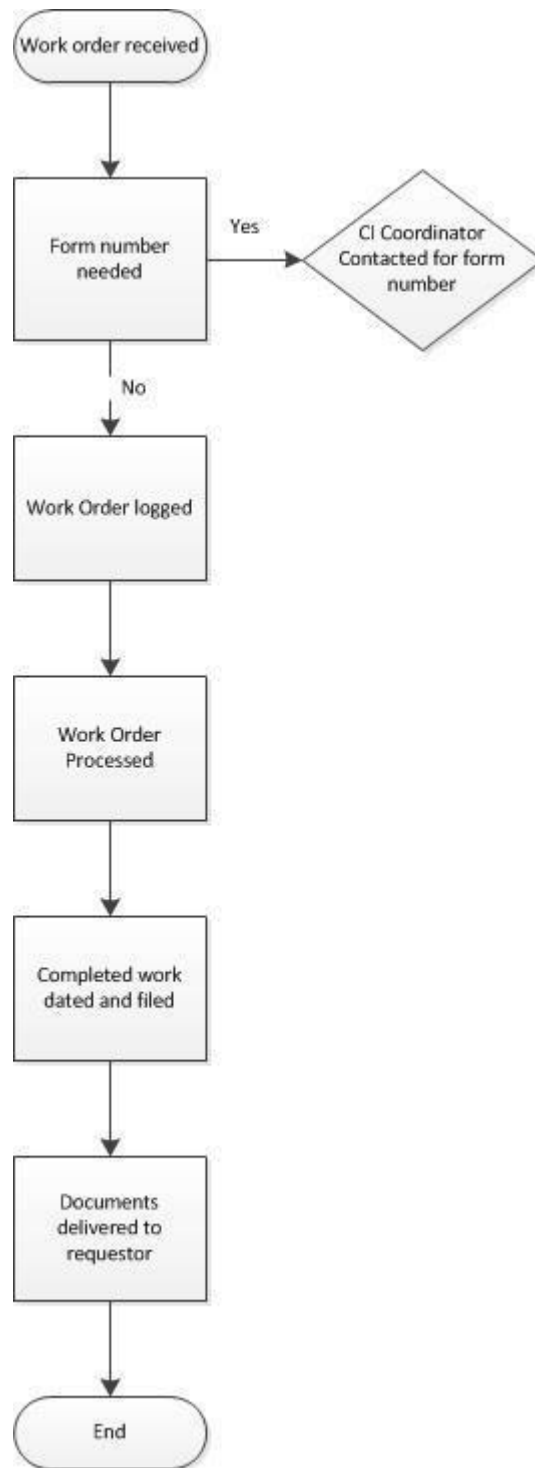 Work order received
Form number
needed
Yes
CI Coordinator
Contacted for form
number
No
Work Order logged
Work Order
Processed
Completed work
dated and filed
Documents
delivered to
requestor
End